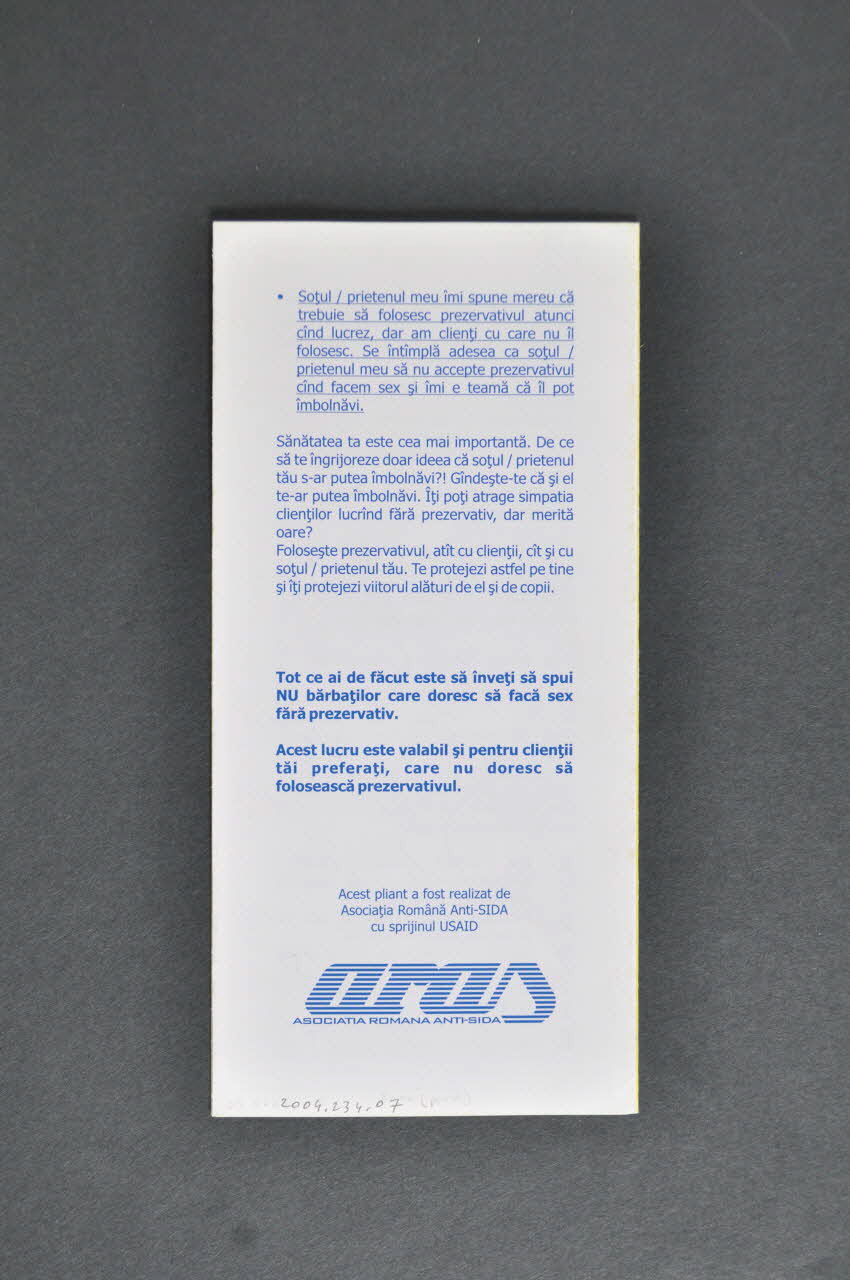 • Soţul / prietenul meu îmi spune mereu că
trebuie să folosesc prezervativul atunci
cînd lucrez, dar am clienţi cu care nu îl
folosesc. Se întîmplă adesea ca soţul /
prietenul meu să nu accepte prezervativul
cînd facem sex şi îmi e teamă că îl pot
îmbolnăvi.
Sănătatea ta este cea mai importantă. De ce
să te îngrijoreze doar ideea că soţul / prietenul
tău s-ar putea îmbolnăvi?! Gîndeşte-te că şi el
te-ar putea îmbolnăvi. Îţi poţi atrage simpatia
clienţilor lucrînd fără prezervativ, dar merită
oare?
Foloseşte prezervativul, atît cu clienţii, cît şi cu
soţul / prietenul tău. Te protejezi astfel pe tine
şi îţi protejezi viitorul alături de el şi de copii.
Tot ce ai de făcut este să înveţi să spui
NU bărbaţilor care doresc să facă sex
fără prezervativ.
Acest lucru este valabil şi pentru clienţii
tăi preferaţi, care nu doresc să
folosească prezervativul.
Acest pliant a fost realizat de
Asociaţia Română Anti-SIDA
cu sprijinul USAID
aras
ASOCIATIA ROMANA ANTI-SIDA
2004.234.07